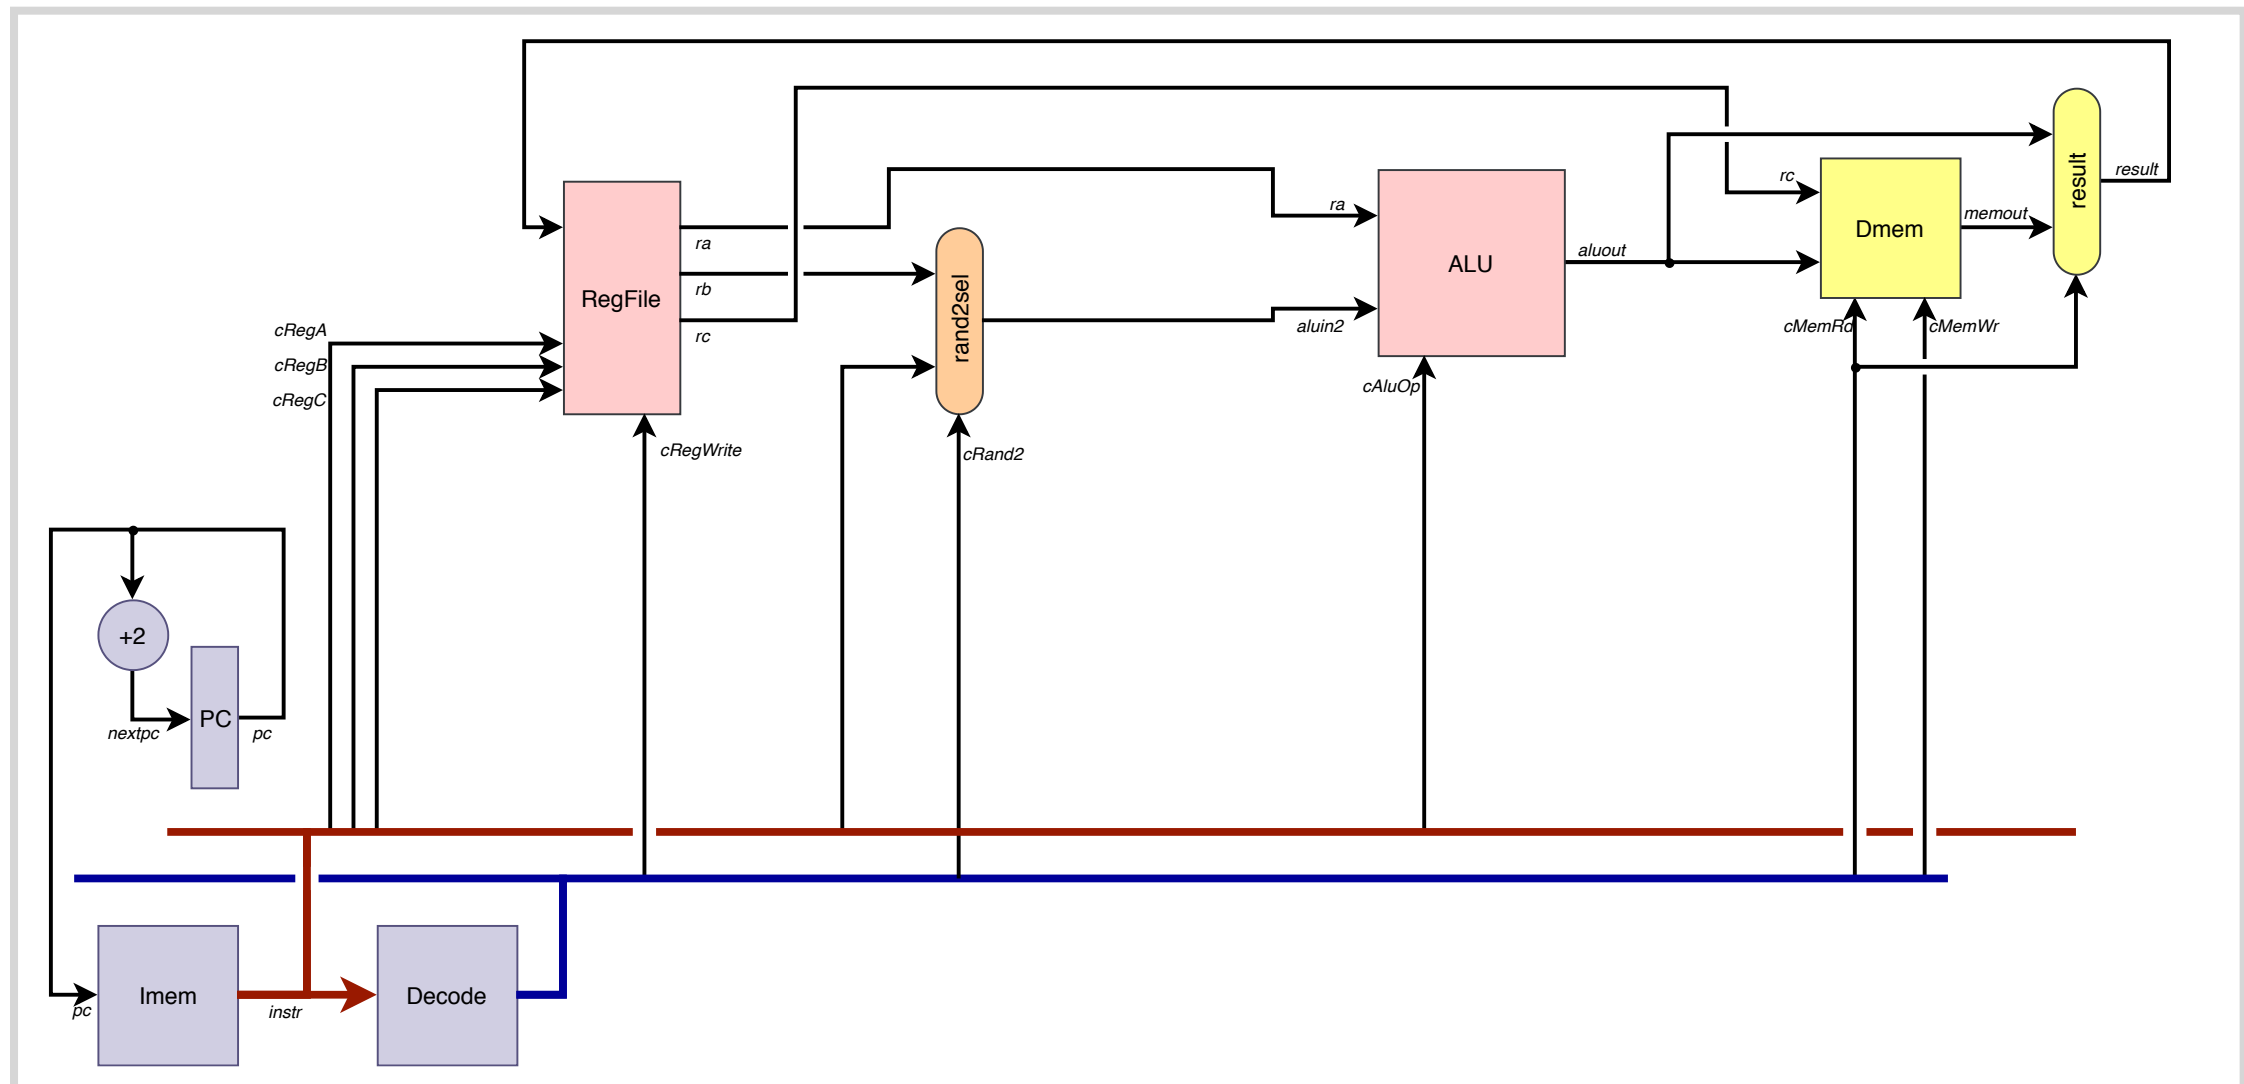 result
rc
result
memout
Dmem
ra
ALU
aluout
ra
rb
rc
RegFile
rand2sel
aluin2
cRegA
cRegB
cRegC
cMemRd
cMemWr
cAluOp
cRegWrite
cRand2
+2
PC
nextpc
pc
Imem
Decode
pc
instr